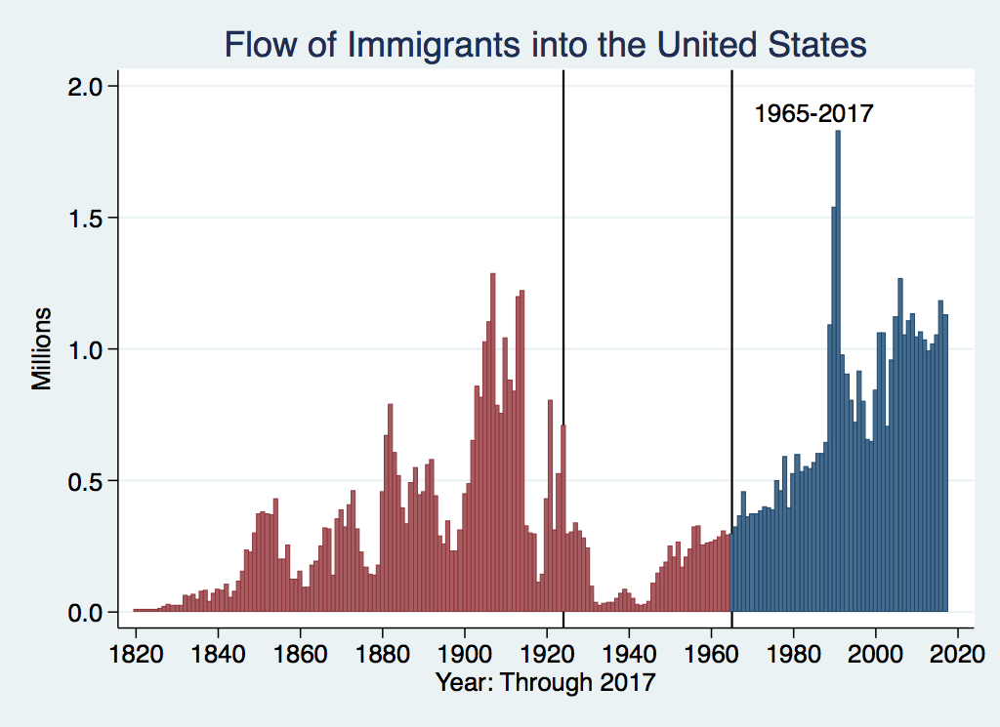 Flow of Immigrants into the United States
1965-2017
Millions
2.0
1.5
1.0
0.5
0.0
1820 1840 1860 1880 1900 1920 1940 1960 1980 2000 2020
Year: Through 2017